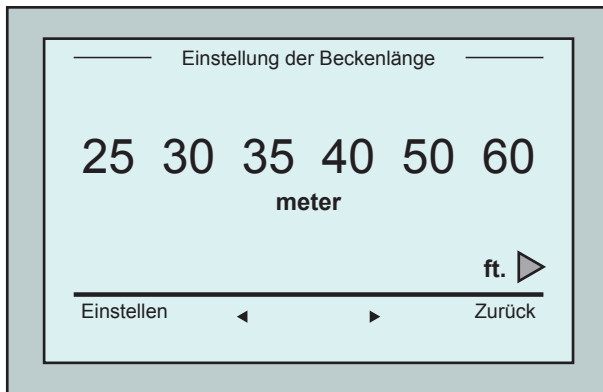 Einstellung der Beckenlänge
25 30 35 40 50 60
meter
ft.
Einstellen Zurück